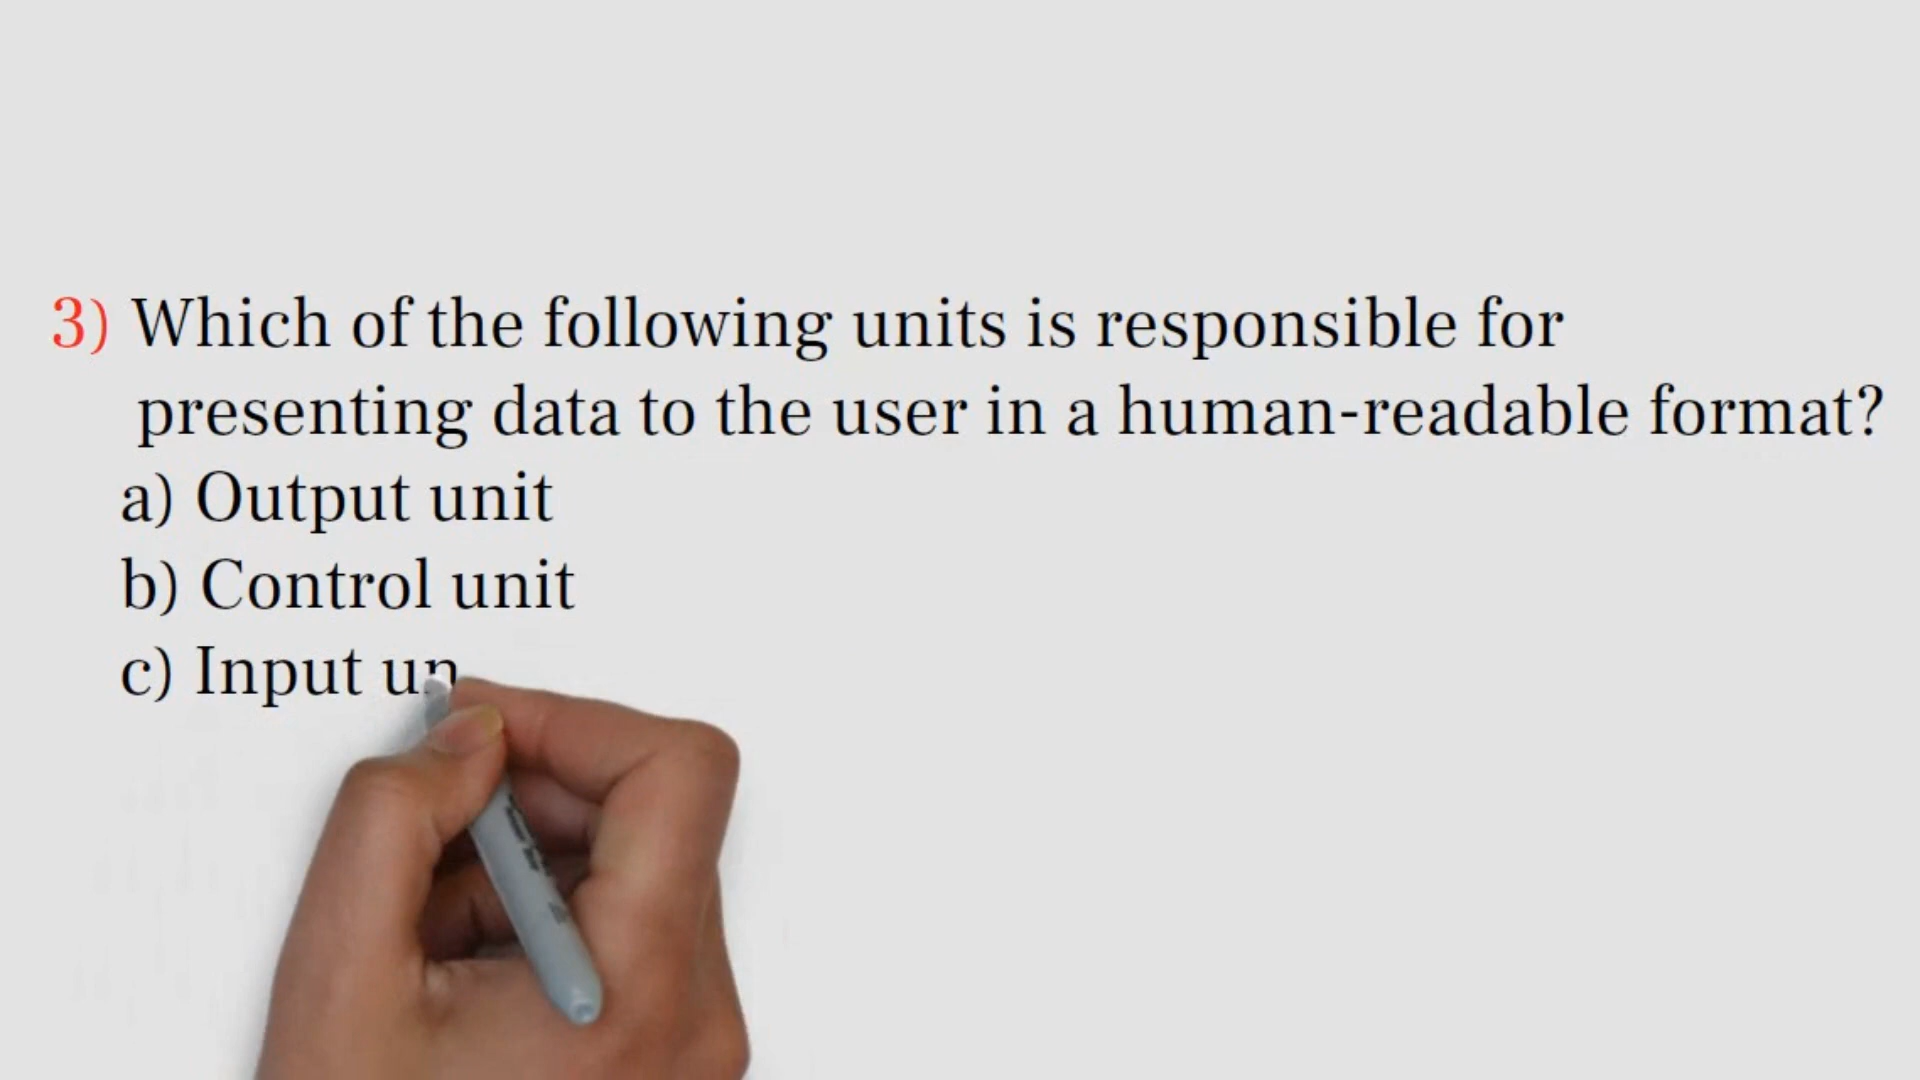 3) Which of the following units is responsible for
presenting data to the user in a human-readable format?
a) Output unit
b) Control unit
c) Input un